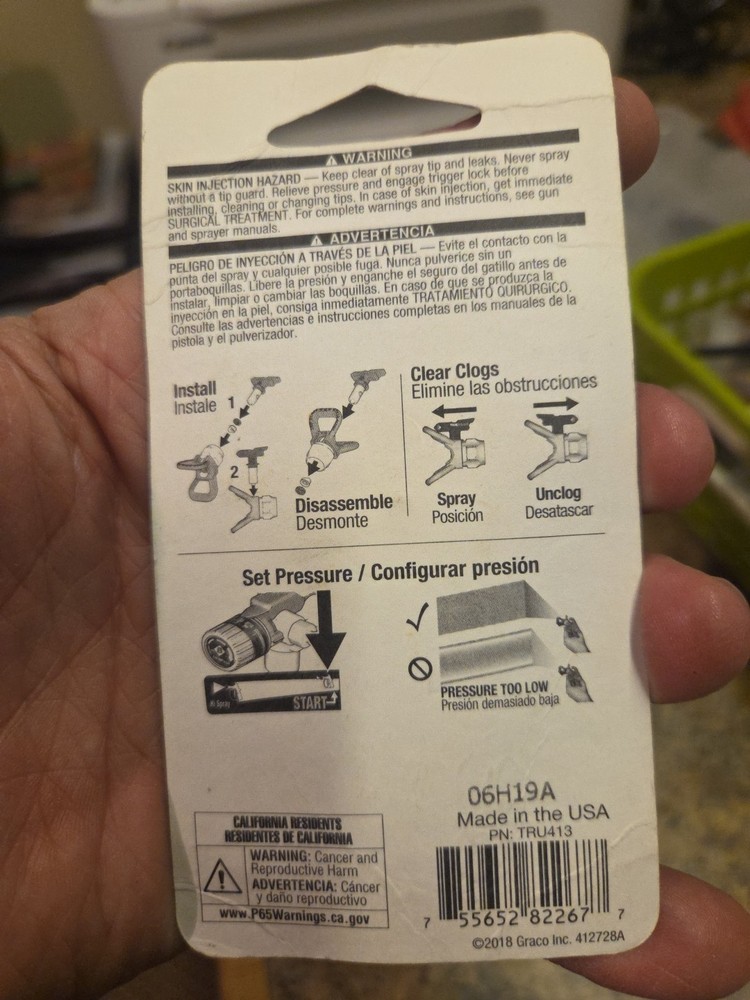 WARNING
SKIN INJECTION HAZARD — Keep clear of spray tip and leaks. Never spray
without a tip guard. Relieve pressure and engage trigger lock before
installing, cleaning or changing tips. In case of skin injection, get immediate
SURGICAL TREATMENT. For complete warnings and instructions, see gun
and sprayer manuals.
ADVERTENCIA
PELIGRO DE INYECCIÓN A TRAVÉS DE LA PIEL — Evite el contacto con la
punta del spray y cualquier posible fuga. Nunca pulverice sin un
portaboquillas. Libere la presión y enganche el seguro del gatillo antes de
instalar, limpiar o cambiar las boquillas. En caso de que se produzca la
inyección en la piel, consiga inmediatamente TRATAMIENTO QUIRÚRGICO.
Consulte las advertencias e instrucciones completas en los manuales de la
pistola y el pulverizador.
Install
Instale
1
2
Disassemble
Desmonte
Clear Clogs
Elimine las obstrucciones
Spray
Posición
Unclog
Desatascar
Set Pressure / Configurar presión
Spray
START
PRESSURE TOO LOW
Presión demasiado baja
CALIFORNIA RESIDENTS
RESIDENTES DE CALIFORNIA
WARNING: Cancer and
Reproductive Harm
ADVERTENCIA: Cáncer
y daño reproductivo
www.P65Warnings.ca.gov
06H19A
Made in the USA
PN: TRU413
7 55652 82267 7
©2018 Graco Inc. 412728A